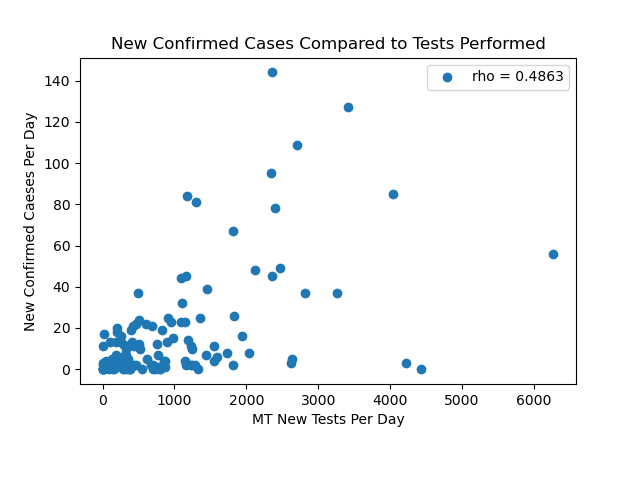 New Confirmed Cases Compared to Tests Performed
rho = 0.4863
140
120
100
80
60
40
20
0
New Confirmed Caeses Per Day
0 1000 2000 3000 4000 5000 6000
MT New Tests Per Day